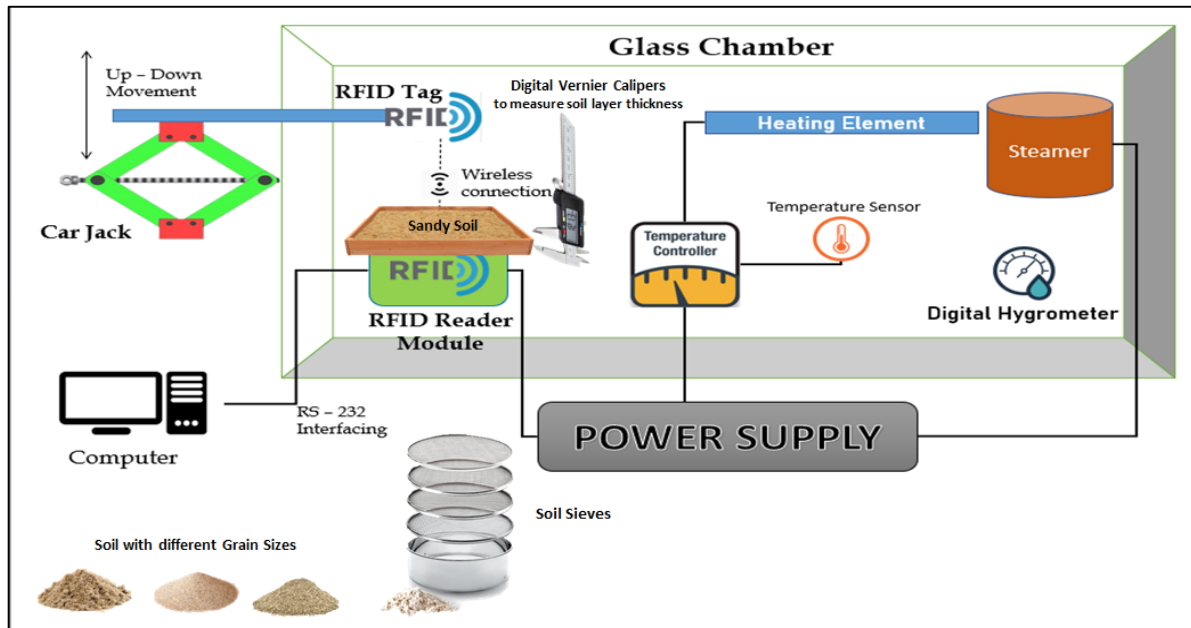 Glass Chamber
Up – Down
Movement
RFID Tag
Digital Vernier Calipers
to measure soil layer thickness
RFID
Heating Element
Steamer
Wireless
connection
Sandy Soil
Temperature Sensor
Car Jack
Temperature
Controller
RFID
Digital Hygrometer
RFID Reader
Module
RS – 232
Interfacing
POWER SUPPLY
Computer
Soil Sieves
Soil with different Grain Sizes